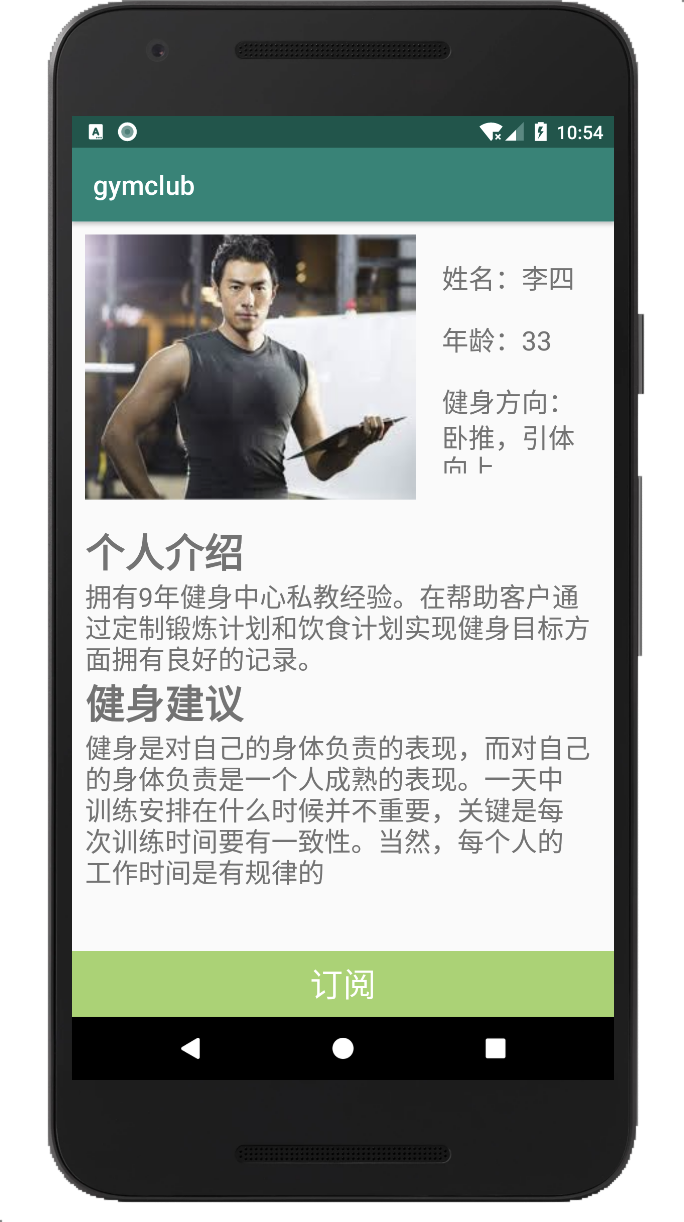 10:54
gymclub
姓名：李四
年龄：33
健身方向：
卧推，引体
向上
个人介绍
拥有9年健身中心私教经验。在帮助客户通
过定制锻炼计划和饮食计划实现健身目标方
面拥有良好的记录。
健身建议
健身是对自己的身体负责的表现，而对自己
的身体负责是一个人成熟的表现。一天中
训练安排在什么时候并不重要，关键是每
次训练时间要有一致性。当然，每个人的
工作时间是有规律的
订阅